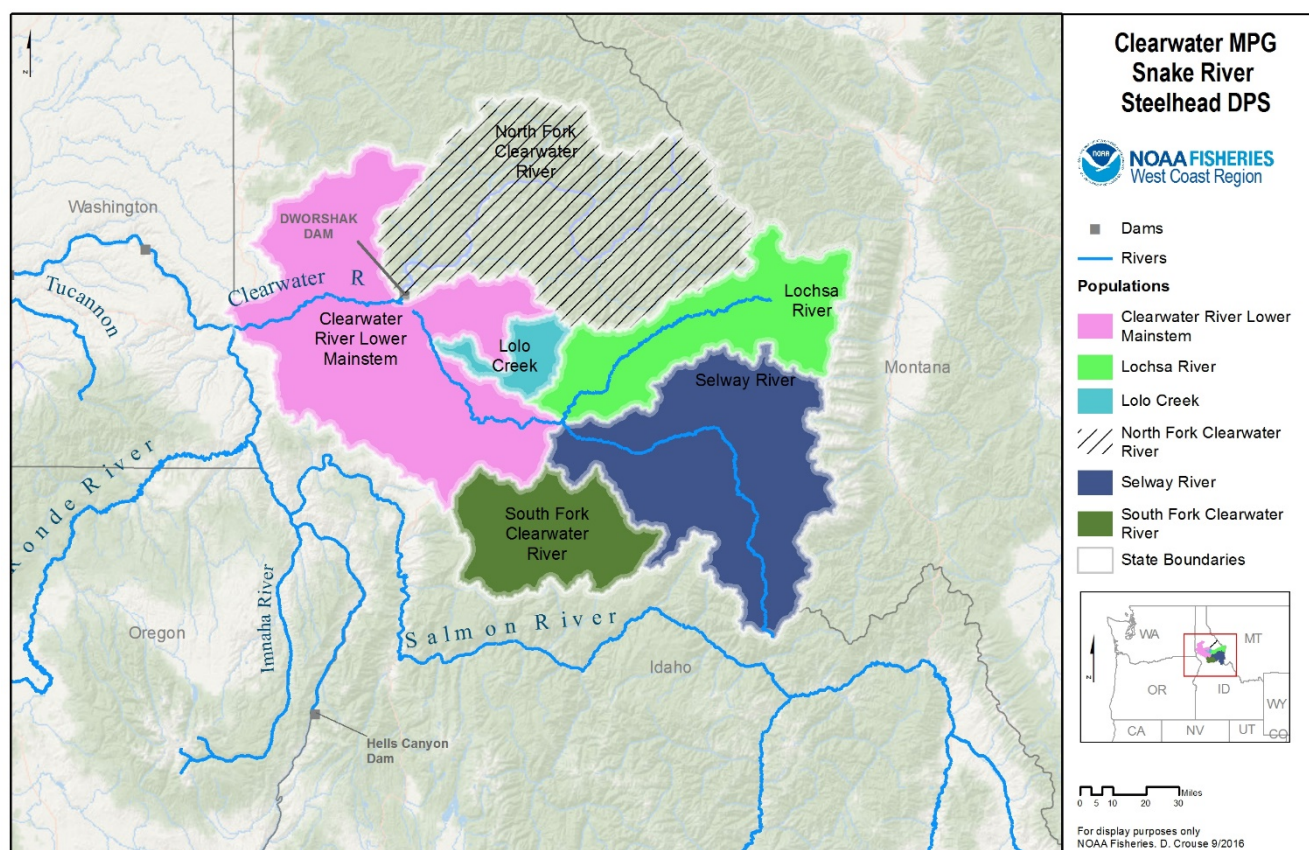 Clearwater MPG
Snake River
Steelhead DPS
NOAA
NOAA FISHERIES
West Coast Region
Dams
Rivers
Populations
Clearwater River Lower
Mainstem
Lochsa River
Lolo Creek
North Fork Clearwater
River
Selway River
South Fork Clearwater
River
State Boundaries
N
WA
MT
OR
ID
WY
CA
NV
UT
CO
0 5 10 20 30
Miles
For display purposes only
NOAA Fisheries. D. Crouse 9/2016
N
North Fork
Clearwater
River
Washington
DWORSHAK
DAM
Tucannon
Clearwater R
Clearwater
River Lower
Mainstem
Lolo
Creek
Lochsa
River
Selway River
Montana
onde River
South Fork
Clearwater
River
Salmon River
Oregon
Imnaha River
Idaho
Hells Canyon
Dam